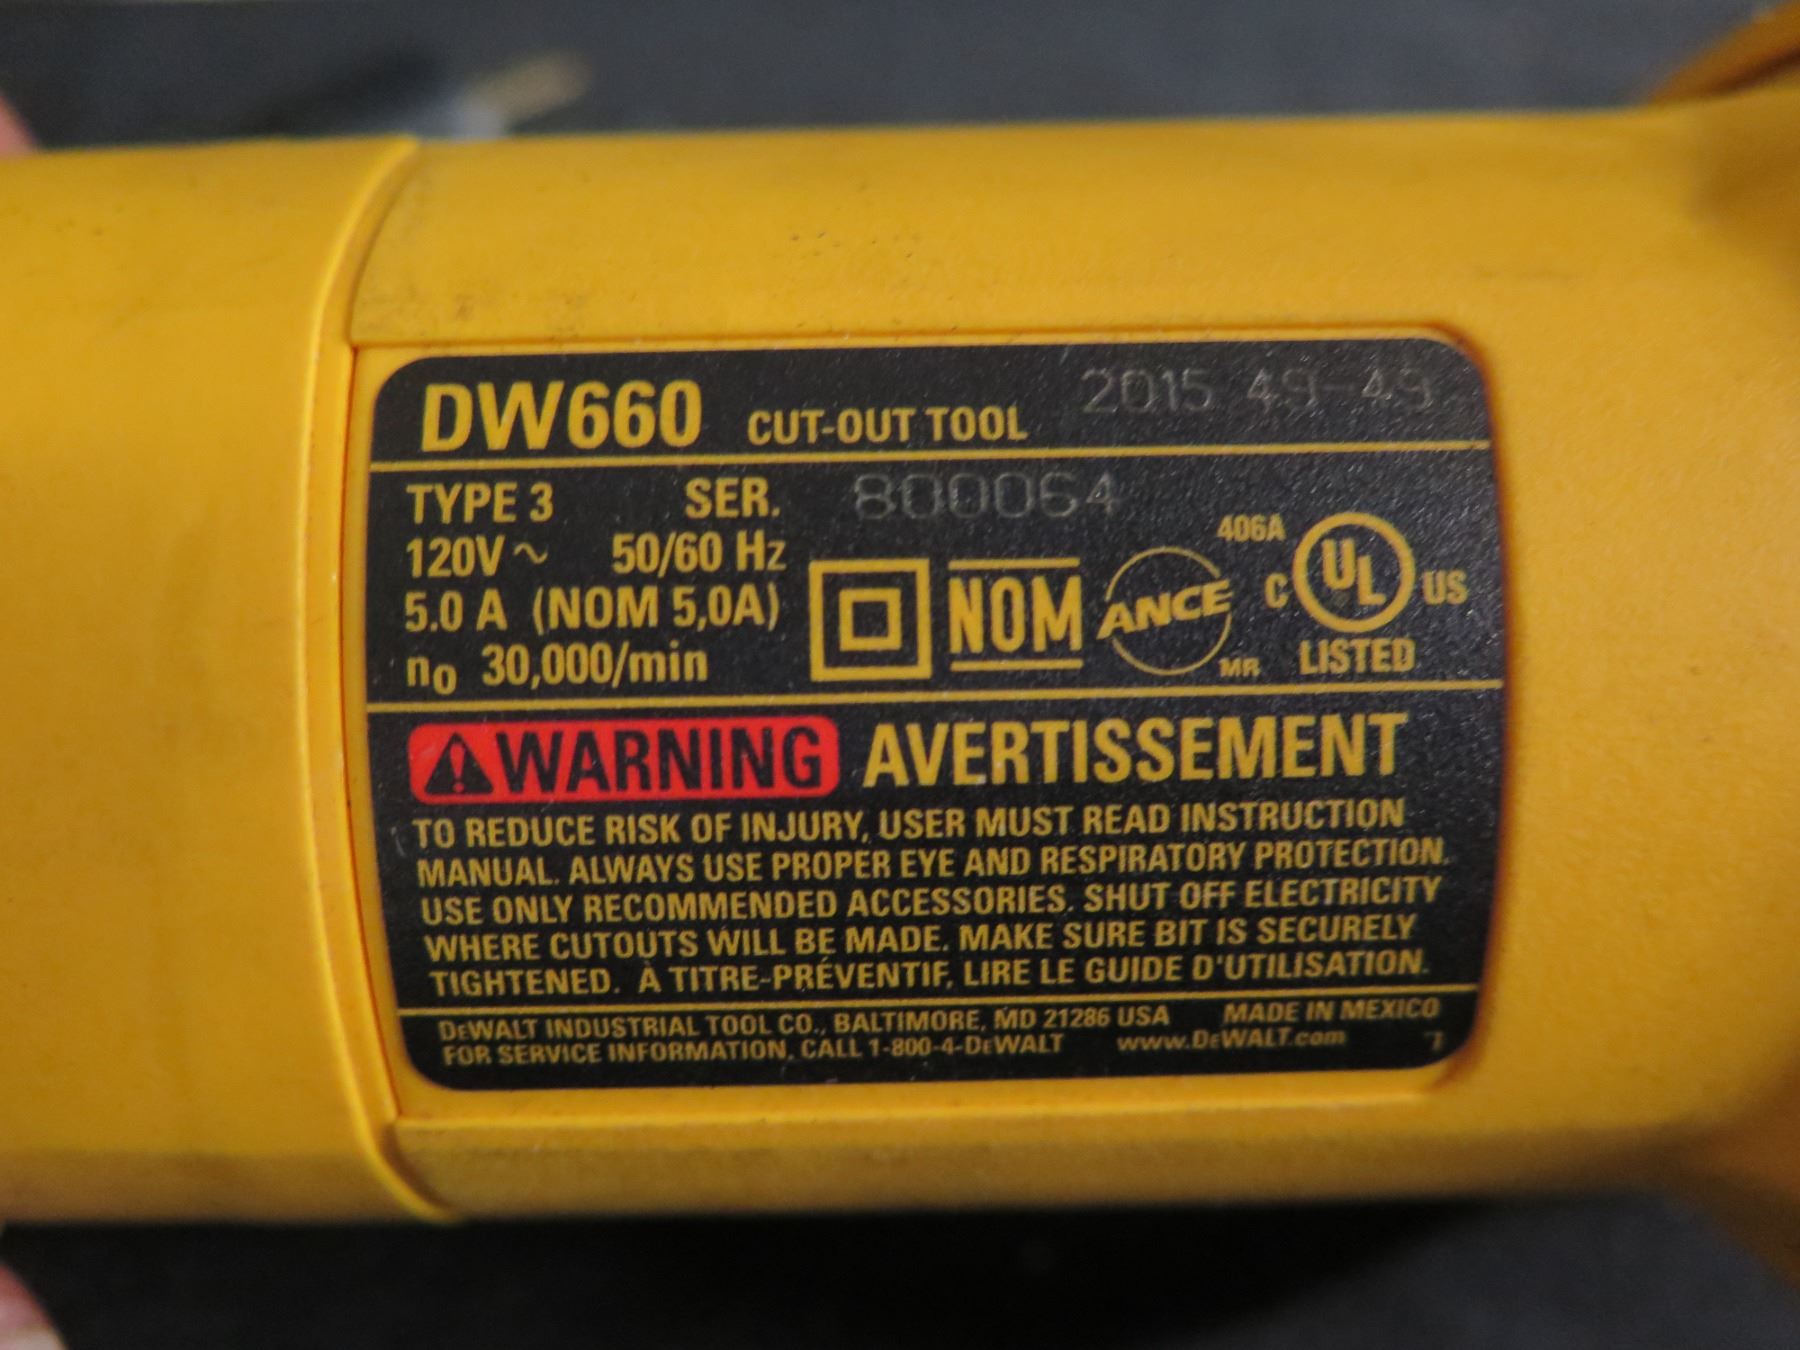 DW660 CUT-OUT TOOL 2015 49-49
TYPE 3 SER. 800064
120V ~ 50/60 Hz
5.0 A (NOM 5,0A)
n0 30,000/min
NOM
ANCE
MR
406A
C UL US
LISTED
WARNING AVERTISSEMENT
TO REDUCE RISK OF INJURY, USER MUST READ INSTRUCTION
MANUAL. ALWAYS USE PROPER EYE AND RESPIRATORY PROTECTION.
USE ONLY RECOMMENDED ACCESSORIES. SHUT OFF ELECTRICITY
WHERE CUTOUTS WILL BE MADE. MAKE SURE BIT IS SECURELY
TIGHTENED. À TITRE-PRÉVENTIF, LIRE LE GUIDE D'UTILISATION.
DEWALT INDUSTRIAL TOOL CO., BALTIMORE, MD 21286 USA MADE IN MEXICO
FOR SERVICE INFORMATION, CALL 1-800-4-DEWALT www.DEWALT.com